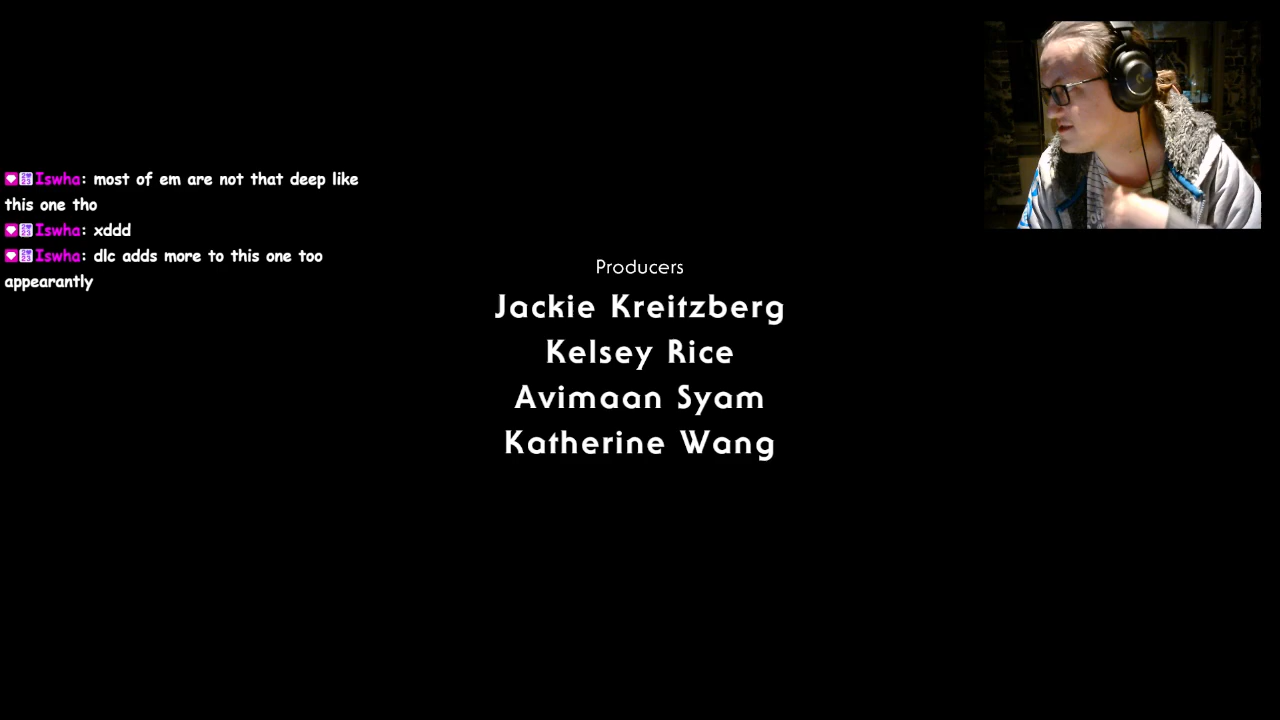 Iswha: most of em are not that deep like
this one tho
Iswha: xddd
Iswha: dlc adds more to this one too
appearantly
Producers
Jackie Kreitzberg
Kelsey Rice
Avimaan Syam
Katherine Wang